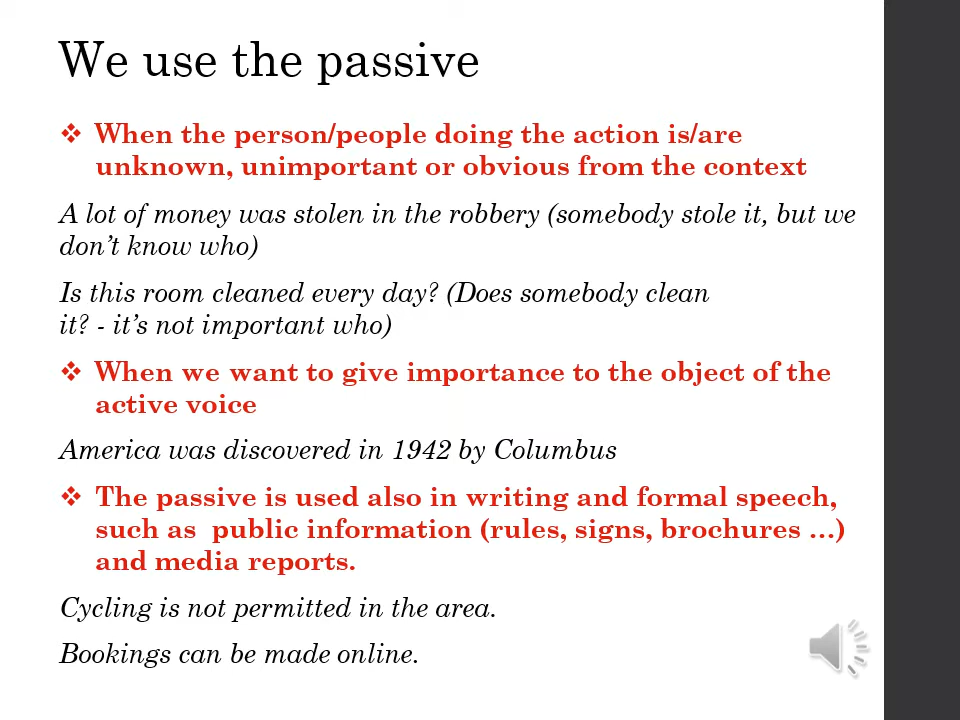 We use the passive
❖ When the person/people doing the action is/are
unknown, unimportant or obvious from the context
A lot of money was stolen in the robbery (somebody stole it, but we
don’t know who)
Is this room cleaned every day? (Does somebody clean
it? - it’s not important who)
❖ When we want to give importance to the object of the
active voice
America was discovered in 1942 by Columbus
❖ The passive is used also in writing and formal speech,
such as  public information (rules, signs, brochures …)
and media reports.
Cycling is not permitted in the area.
Bookings can be made online.